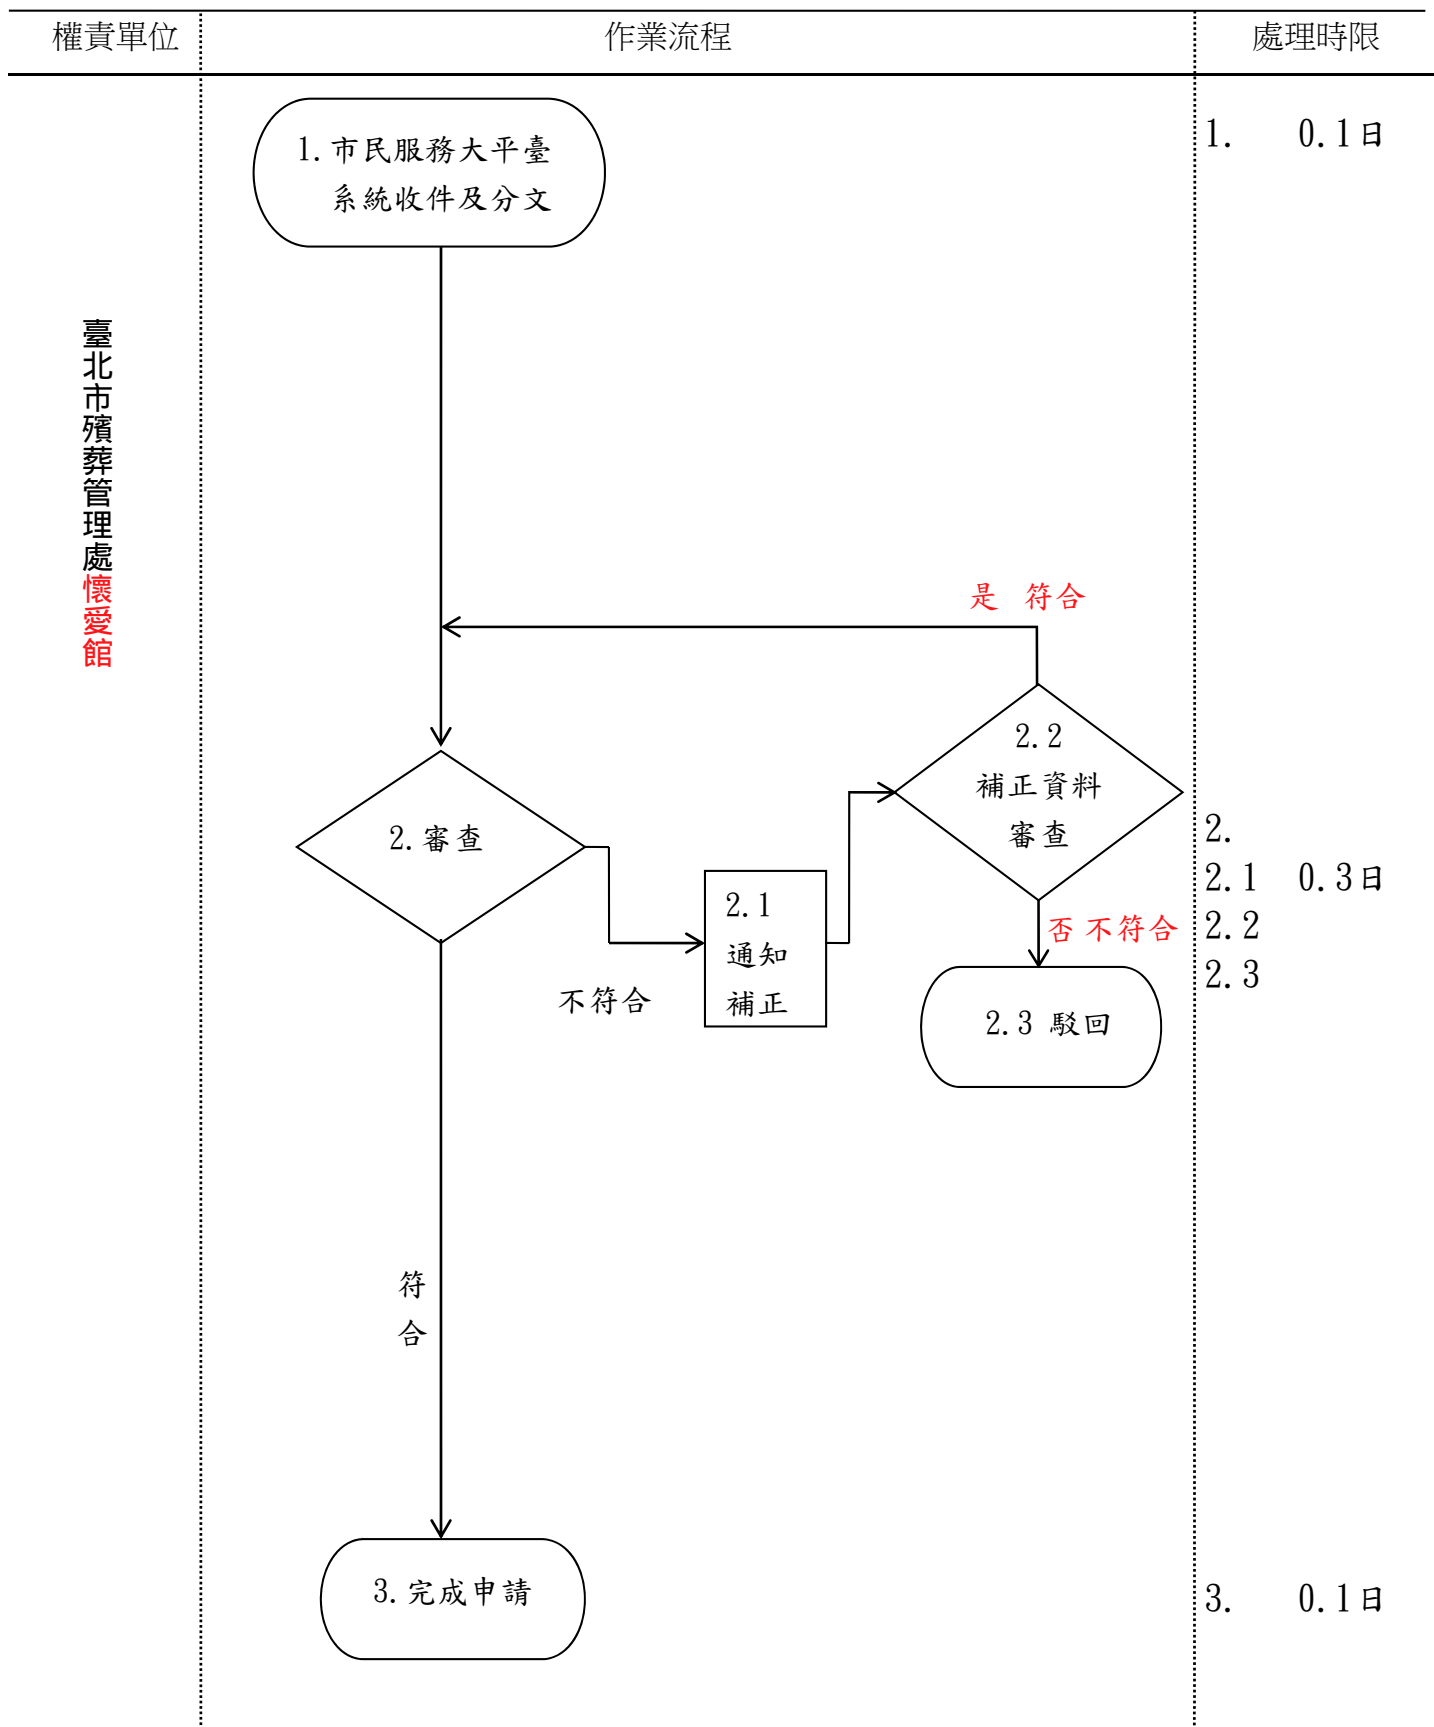 權責單位
作業流程
處理時限
1.市民服務大平臺
系統收件及分文
1. 0.1日
臺北市殯葬管理處懷愛館
是 符合
2.2
補正資料
審查
2.審查
2.
2.1 0.3日
2.2
2.3
2.1
通知
補正
否 不符合
不符合
2.3 駁回
符
合
3.完成申請
3. 0.1日